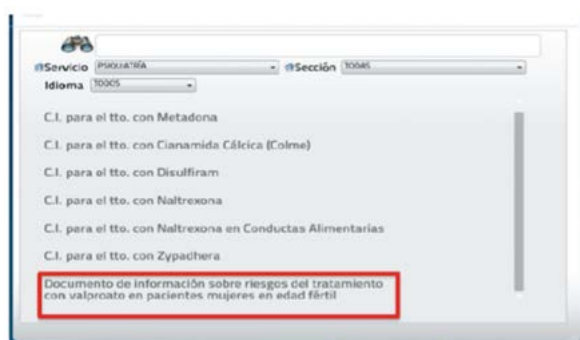 Servicio PSIQUIATRÍA Sección TODAS
Idioma TODOS
C.I. para el tto. con Metadona
C.I. para el tto. con Cianamida Cálcica (Colme)
C.I. para el tto. con Disulfiram
C.I. para el tto. con Naltrexona
C.I. para el tto. con Naltrexona en Conductas Alimentarias
C.I. para el tto. con Zypadhera
Documento de información sobre riesgos del tratamiento
con valproato en pacientes mujeres en edad fértil